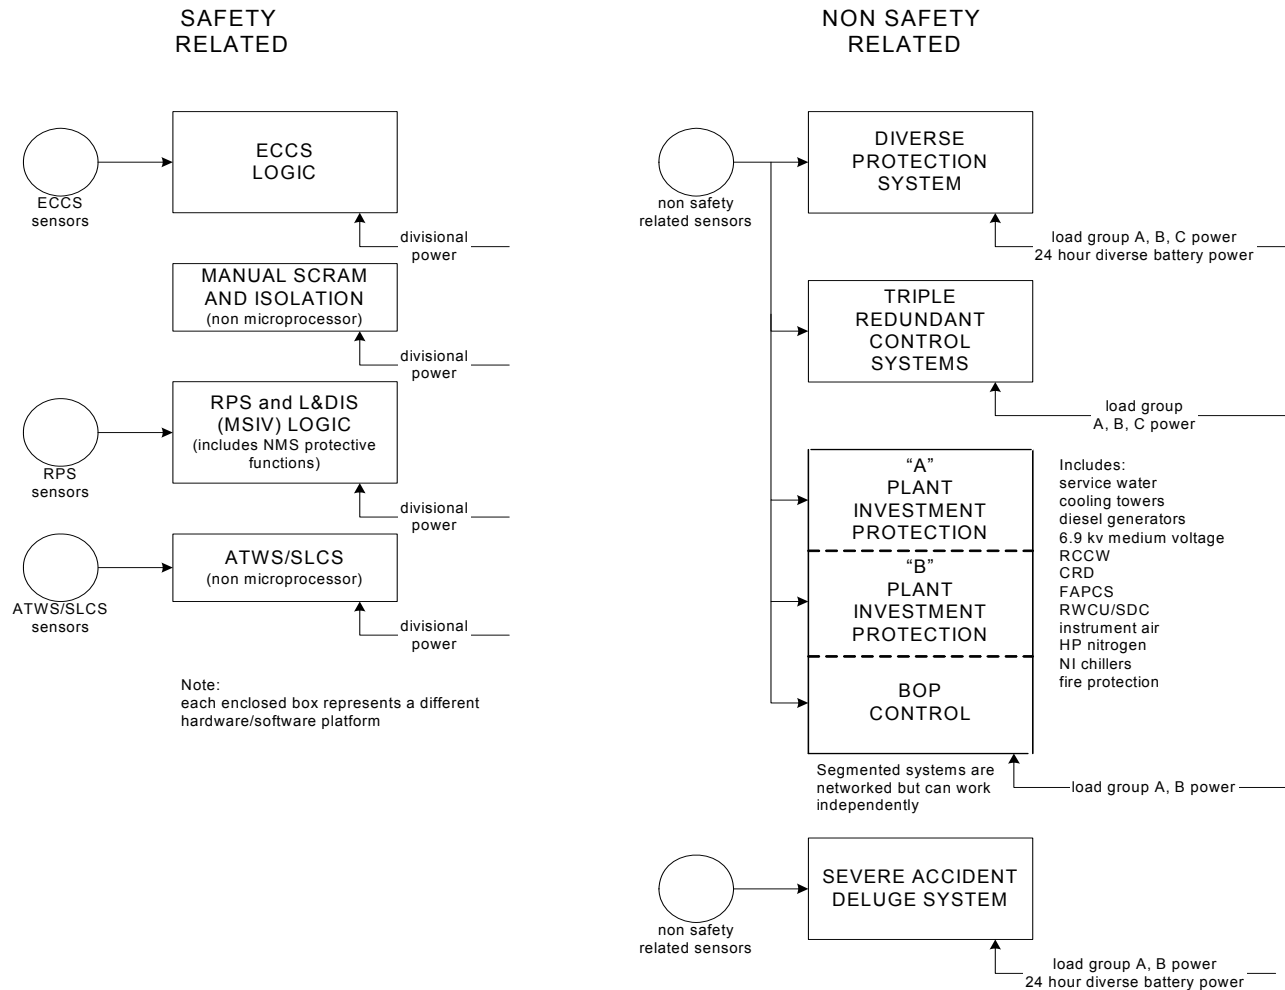 SAFETY
RELATED
ECCS
sensors
ECCS
LOGIC
divisional
power
MANUAL SCRAM
AND ISOLATION
(non microprocessor)
divisional
power
RPS
sensors
RPS and L&DIS
(MSIV) LOGIC
(includes NMS protective
functions)
divisional
power
ATWS/SLCS
sensors
ATWS/SLCS
(non microprocessor)
divisional
power
Note:
each enclosed box represents a different
hardware/software platform
NON SAFETY
RELATED
non safety
related sensors
DIVERSE
PROTECTION
SYSTEM
load group A, B, C power
24 hour diverse battery power
TRIPLE
REDUNDANT
CONTROL
SYSTEMS
load group
A, B, C power
“A”
PLANT
INVESTMENT
PROTECTION
“B”
PLANT
INVESTMENT
PROTECTION
BOP
CONTROL
Includes:
service water
cooling towers
diesel generators
6.9 kv medium voltage
RCCW
CRD
FAPCS
RWCU/SDC
instrument air
HP nitrogen
NI chillers
fire protection
Segmented systems are
networked but can work
independently
load group A, B power
non safety
related sensors
SEVERE ACCIDENT
DELUGE SYSTEM
load group A, B power
24 hour diverse battery power